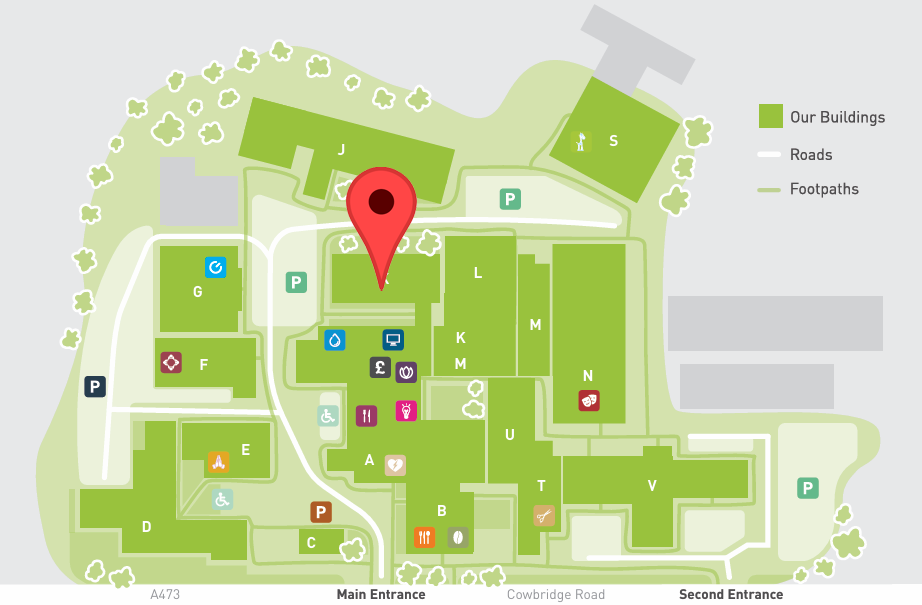 S
Our Buildings
J
Roads
Footpaths
P
L
P
G
M
K
F
M
£
N
P
U
E
A
T
V
P
P
B
D
C
A473
Main Entrance
Cowbridge Road
Second Entrance